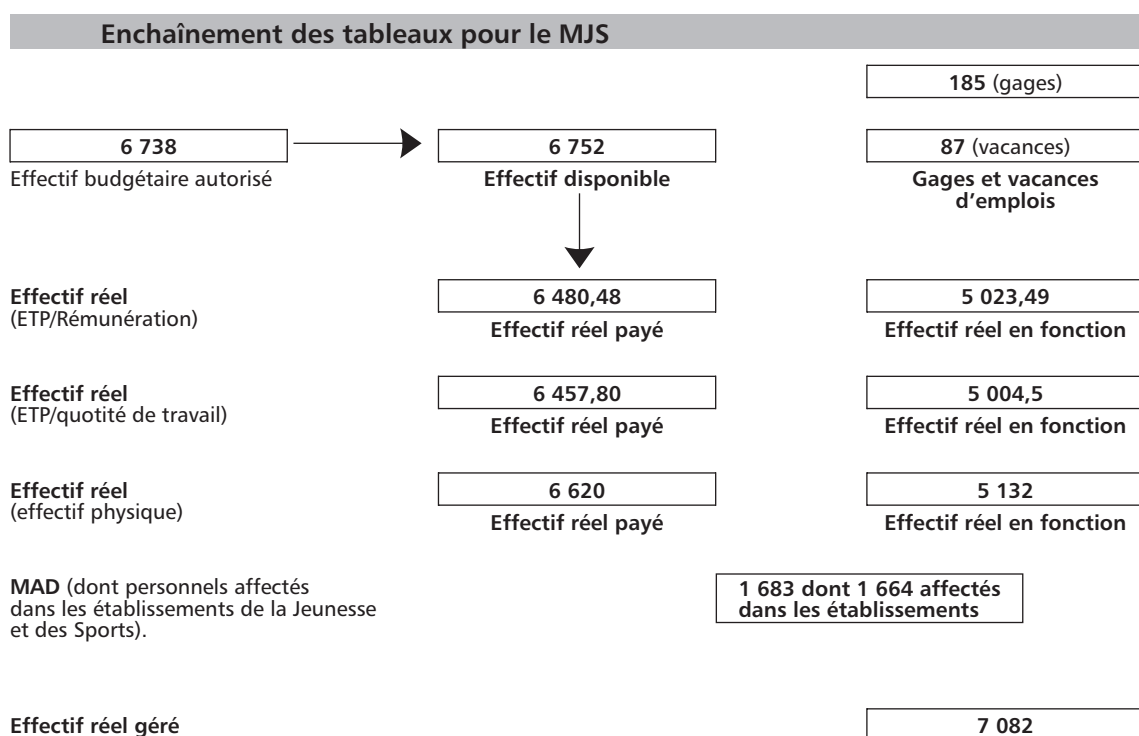 Enchaînement des tableaux pour le MJS
185 (gages)
6 738
6 752
87 (vacances)
Effectif budgétaire autorisé
Effectif disponible
Gages et vacances
d'emplois
Effectif réel
(ETP/Rémunération)
6 480,48
Effectif réel payé
5 023,49
Effectif réel en fonction
Effectif réel
(ETP/quotité de travail)
6 457,80
Effectif réel payé
5 004,5
Effectif réel en fonction
Effectif réel
(effectif physique)
6 620
Effectif réel payé
5 132
Effectif réel en fonction
MAD (dont personnels affectés
dans les établissements de la Jeunesse
et des Sports).
1 683 dont 1 664 affectés
dans les établissements
Effectif réel géré
7 082